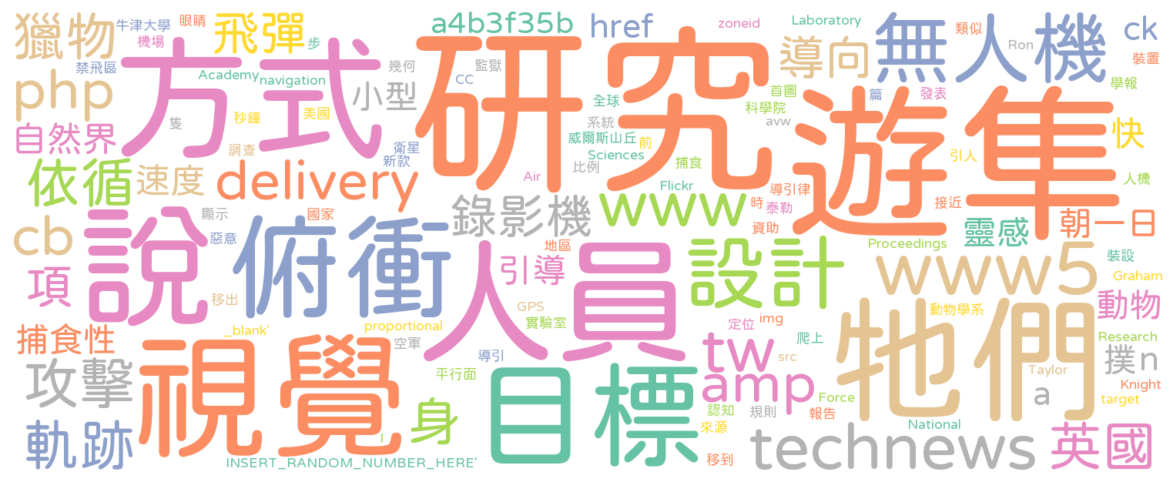 獵物
牛津大學
眼睛
飛彈
步
a4b3f35b
href
zoneid
Laboratory
類似
ck
機場
無人機
禁飛區
方式
Academy
navigation
幾何
監獄
CC
研究
導向
Ron
裝置
php
小型
美國
秒鍾
隻
全球
首圖
科學院
篇
發表
學報
自然界
調查
衛星
新款
系統
avw
威爾斯山丘
前
遊隼
快
引人
依循
速度
delivery
Air
Sciences
比例
捕食
Flickr
導引律
人機
接近
cb
說
顯示
國家
惡意
俯衝
錄影機
www
時
泰勒
資助
靈感
朝一日
項
移出
人員
引導
地區
設計
Proceedings
www5
裝設
Graham
動物
GPS
實驗室
定位
img
動物學系
捕食性
_blank'
proportional
空軍
視覺
導引
平行面
目標
tw
爬上
src
牠們
Research
撲n
Taylor
攻擊
amp
a
Knight
target
軌跡
l
身
認知
來源
規則
報告
Force
National
INSERT_RANDOM_NUMBER_HERE'
移到
technews
英國